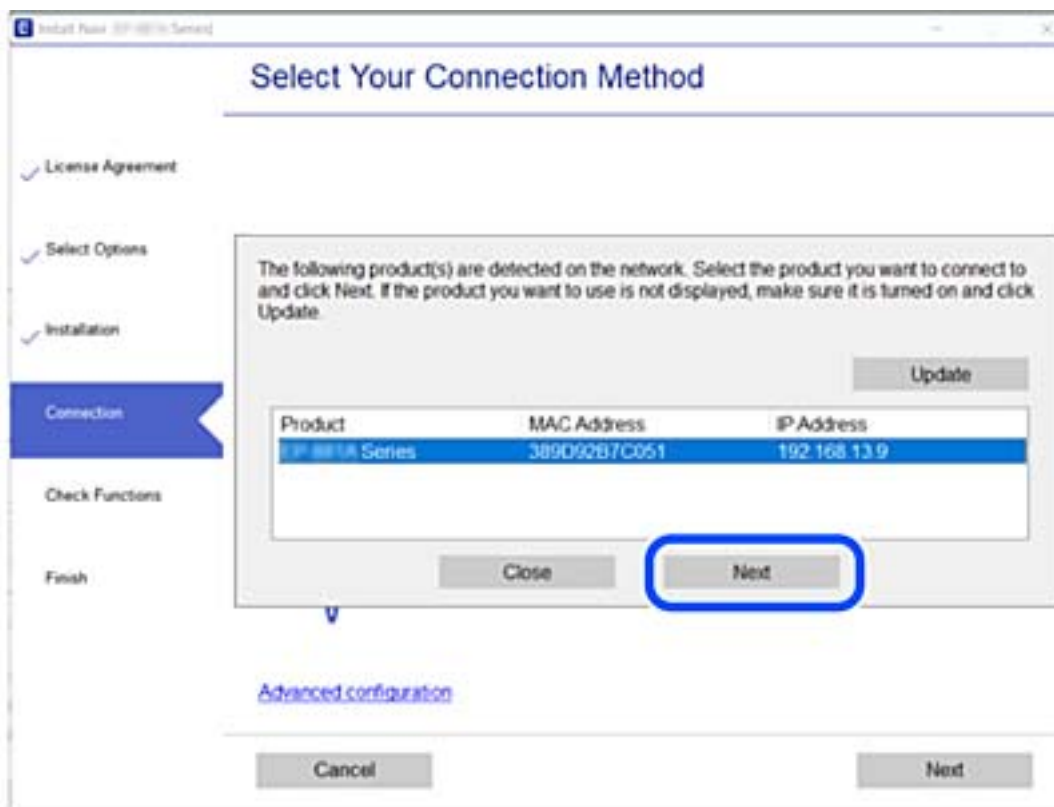 Install Navi
Series]
Select Your Connection Method
License Agreement
Select Options
Installation
Connection
Check Functions
Finish
The following product(s) are detected on the network. Select the product you want to connect to
and click Next. If the product you want to use is not displayed, make sure it is turned on and click
Update.
Update
Product MAC Address IP Address
Series 389D92B7C051 192.168.13.9
Close Next
Advanced configuration
Cancel Next